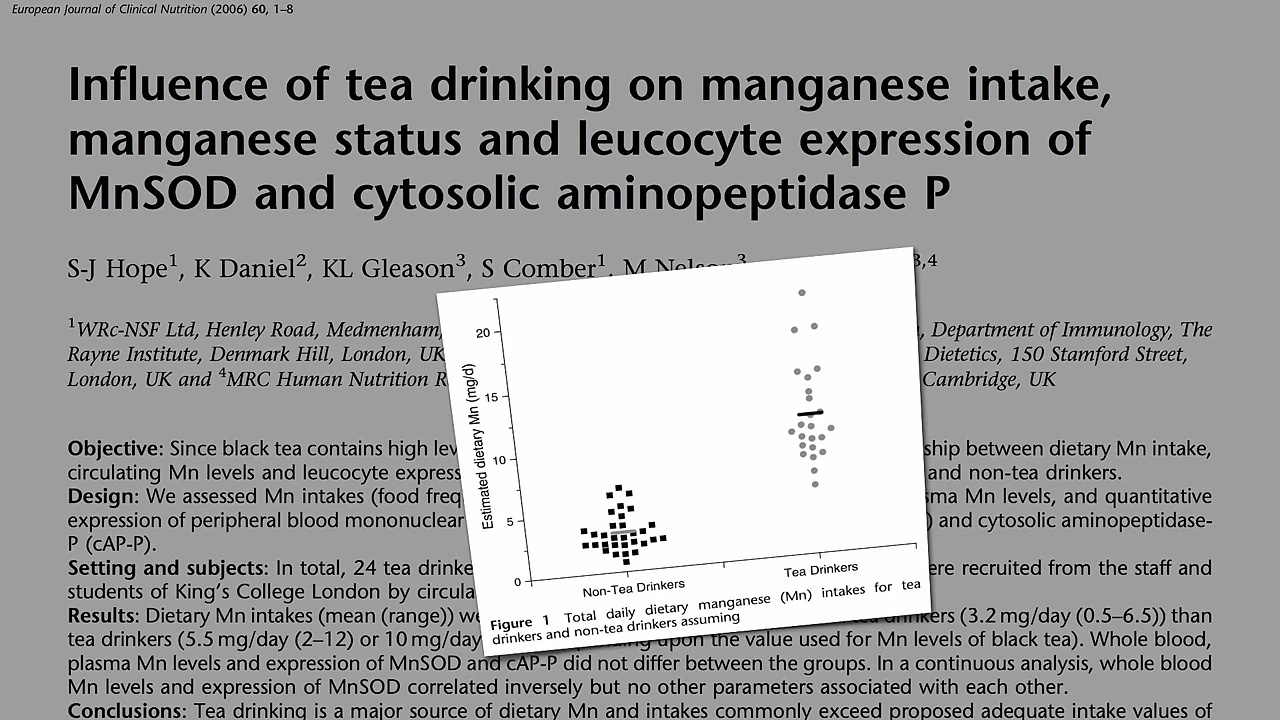 European Journal of Clinical Nutrition (2006) 60, 1–8
Influence of tea drinking on manganese intake,
manganese status and leucocyte expression of
MnSOD and cytosolic aminopeptidase P
S-J Hope1, K Daniel2, KL Gleason3, S Comber1, M Nelson3 3,4
1WRc-NSF Ltd, Henley Road, Medmenham, Department of Immunology, The
Rayne Institute, Denmark Hill, London, UK Dietetics, 150 Stamford Street,
London, UK and 4MRC Human Nutrition Cambridge, UK
Objective: Since black tea contains high between dietary Mn intake,
circulating Mn levels and leucocyte and non-tea drinkers.
Design: We assessed Mn intakes (food Mn levels, and quantitative
expression of peripheral blood mononuclear and cytosolic aminopeptidase-
P (cAP-P).
Setting and subjects: In total, 24 tea recruited from the staff and
students of King's College London by
Results: Dietary Mn intakes (mean (range)) drinkers (3.2 mg/day (0.5–6.5)) than
tea drinkers (5.5 mg/day (2–12) or 10 mg/day upon the value used for Mn levels of black tea). Whole blood,
plasma Mn levels and expression of MnSOD and cAP-P did not differ between the groups. In a continuous analysis, whole blood
Mn levels and expression of MnSOD correlated inversely but no other parameters associated with each other.
Conclusions: Tea drinking is a major source of dietary Mn and intakes commonly exceed proposed adequate intake values of
Estimated dietary Mn (mg/d)
20
15
10
5
0
Non-Tea Drinkers
Tea Drinkers
Figure 1 Total daily dietary manganese (Mn) intakes for tea
drinkers and non-tea drinkers assuming